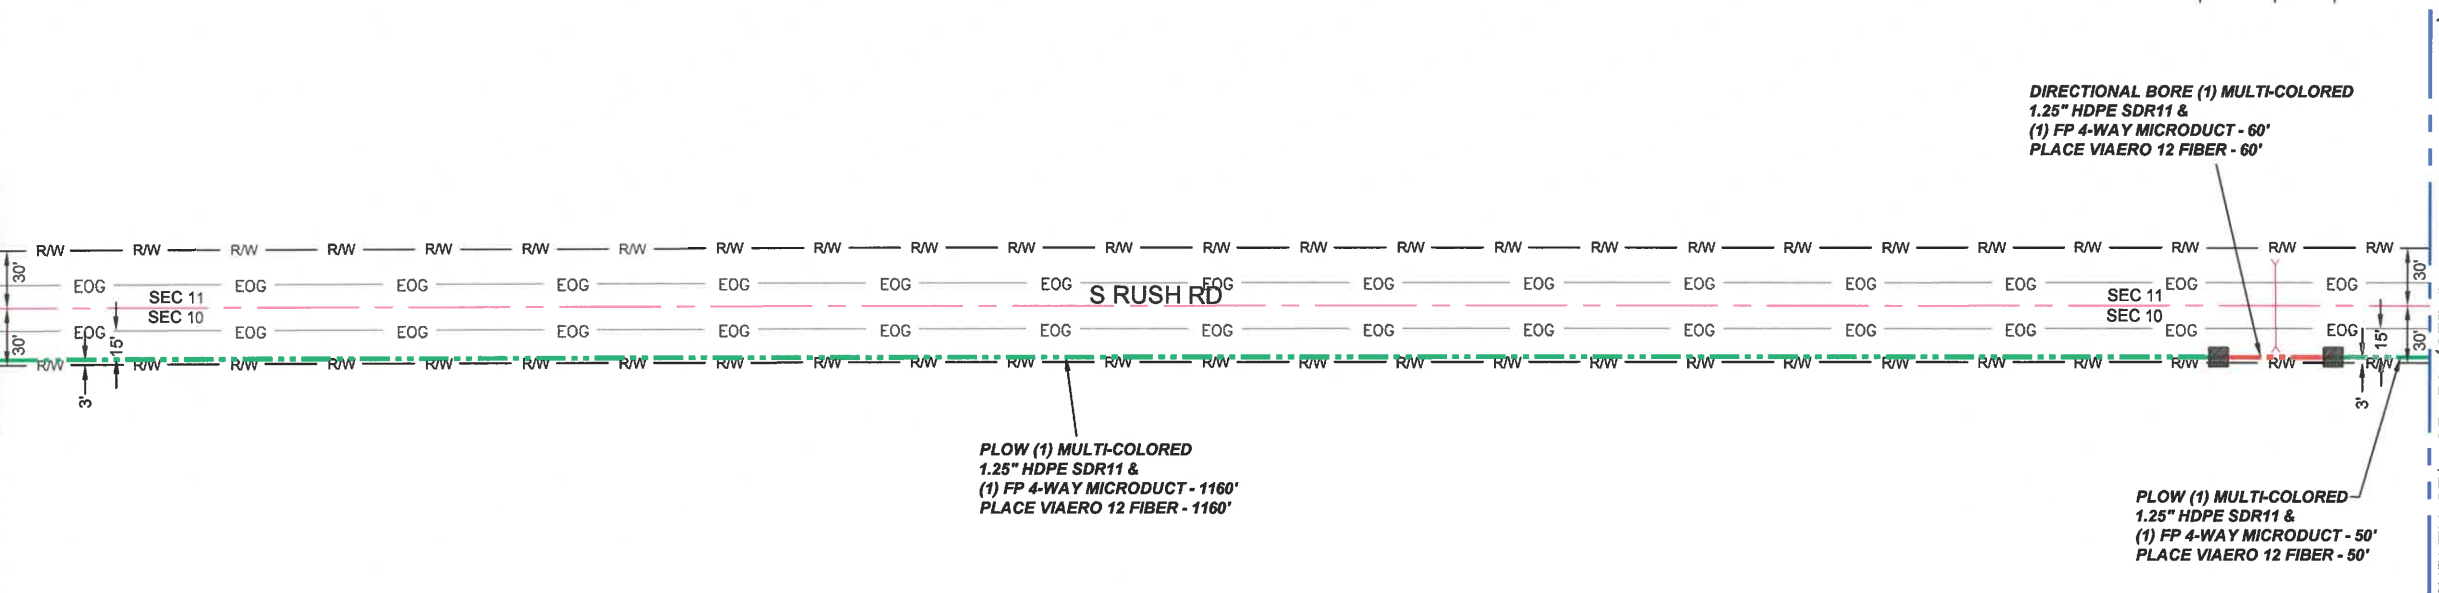 DIRECTIONAL BORE (1) MULTI-COLORED
1.25" HDPE SDR11 &
(1) FP 4-WAY MICRODUCT - 60'
PLACE VIAERO 12 FIBER - 60'
R/W R/W R/W R/W R/W R/W R/W R/W R/W R/W R/W R/W R/W R/W R/W R/W R/W R/W R/W R/W R/W R/W R/W R/W R/W
30' 30'
EOG EOG EOG EOG EOG EOG EOG EOG EOG EOG EOG EOG EOG EOG EOG
SEC 11 S RUSH RD SEC 11
SEC 10 SEC 10
EOG EOG EOG EOG EOG EOG EOG EOG EOG EOG EOG EOG EOG EOG EOG
30' 15' 15' 30'
R/W R/W R/W R/W R/W R/W R/W R/W R/W R/W R/W R/W R/W R/W R/W R/W R/W R/W R/W R/W R/W R/W R/W R/W R/W
3' 3'
PLOW (1) MULTI-COLORED
1.25" HDPE SDR11 &
(1) FP 4-WAY MICRODUCT - 1160'
PLACE VIAERO 12 FIBER - 1160'
PLOW (1) MULTI-COLORED
1.25" HDPE SDR11 &
(1) FP 4-WAY MICRODUCT - 50'
PLACE VIAERO 12 FIBER - 50'